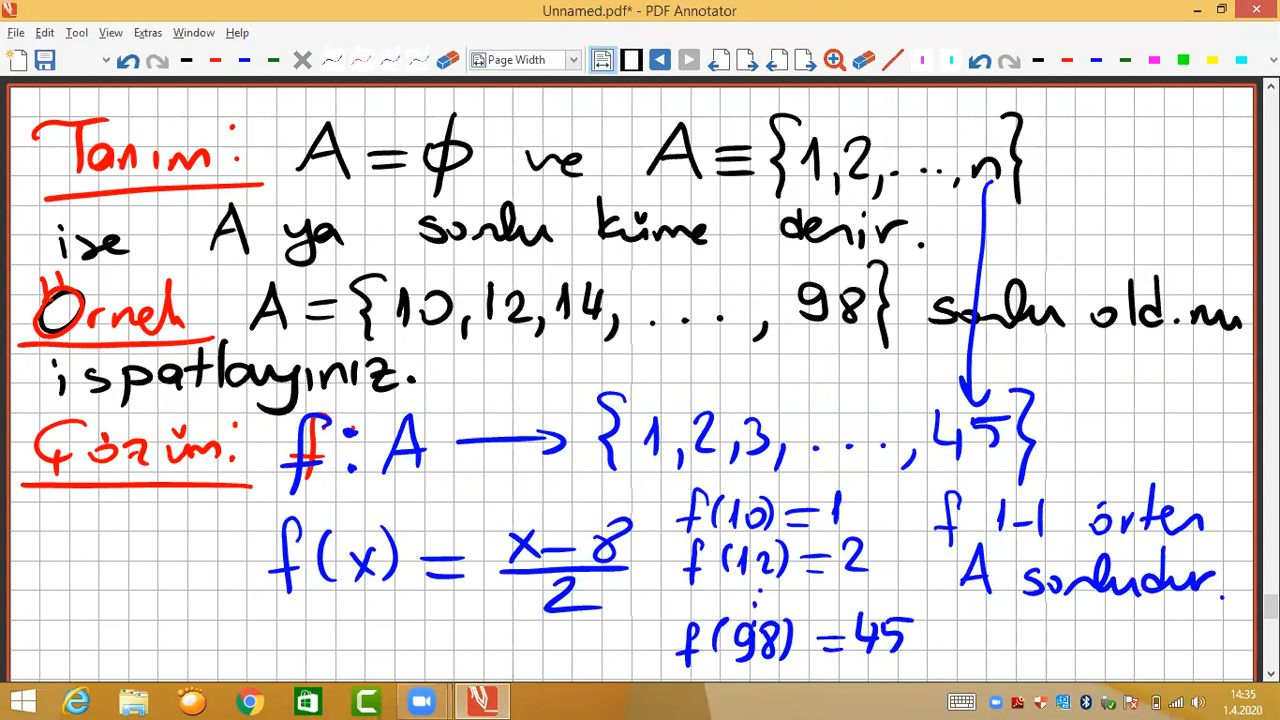 Unnamed.pdf* - PDF Annotator
File Edit Tool View Extras Window Help
Page Width
Tanım: A = ϕ ve A ≡ {1,2,...,n}
ise A ya sonlu küme denir.
Örnek A = {10,12,14, ..., 98} sonlu old.nu
ispatlayınız.
Çözüm: f: A → {1,2,3, ..., 45}
f(x) = x-8 / 2
f(10) = 1
f(12) = 2
:
f(98) = 45
f 1-1 örten
A sonludur.
14:35
1.4.2020